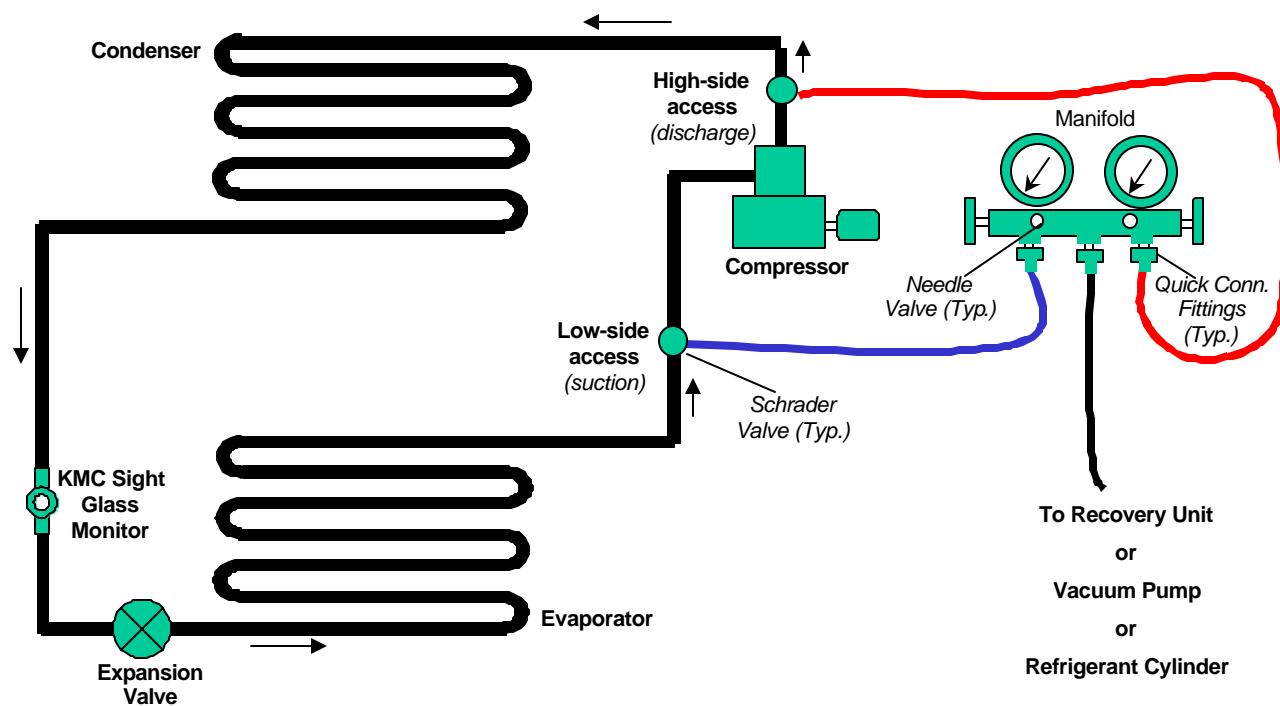 Condenser
High-side
access
(discharge)
Manifold
Compressor
Needle
Valve (Typ.)
Quick Conn.
Fittings
(Typ.)
Low-side
access
(suction)
Schrader
Valve (Typ.)
KMC Sight
Glass
Monitor
Evaporator
Expansion
Valve
To Recovery Unit
or
Vacuum Pump
or
Refrigerant Cylinder